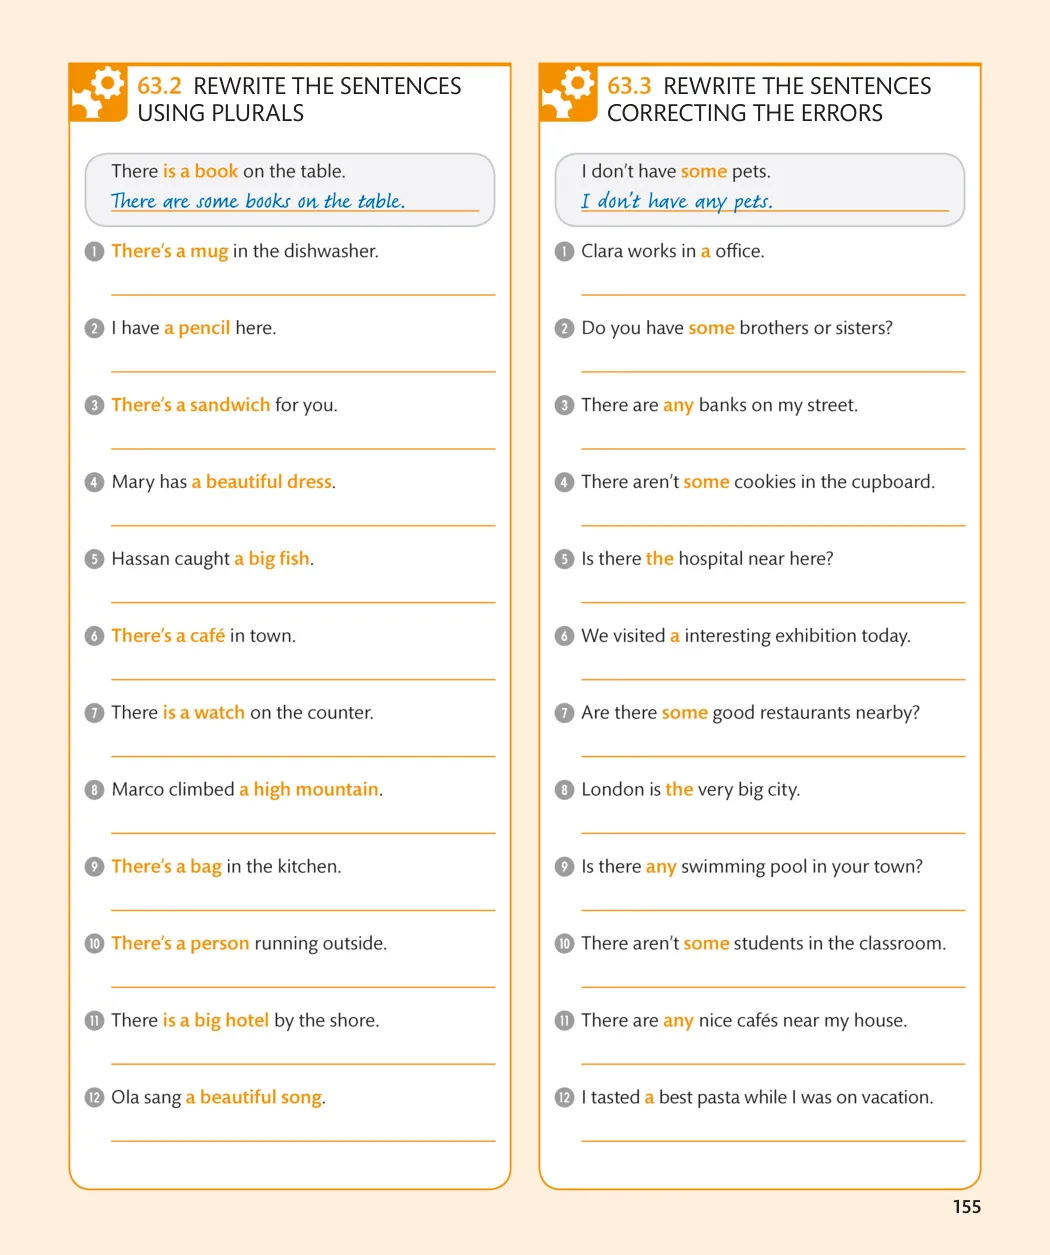 63.2 REWRITE THE SENTENCES
USING PLURALS
There is a book on the table.
There are some books on the table.
1 There's a mug in the dishwasher.
2 I have a pencil here.
3 There's a sandwich for you.
4 Mary has a beautiful dress.
5 Hassan caught a big fish.
6 There's a café in town.
7 There is a watch on the counter.
8 Marco climbed a high mountain.
9 There's a bag in the kitchen.
10 There's a person running outside.
11 There is a big hotel by the shore.
12 Ola sang a beautiful song.
63.3 REWRITE THE SENTENCES
CORRECTING THE ERRORS
I don't have some pets.
I don't have any pets.
1 Clara works in a office.
2 Do you have some brothers or sisters?
3 There are any banks on my street.
4 There aren't some cookies in the cupboard.
5 Is there the hospital near here?
6 We visited a interesting exhibition today.
7 Are there some good restaurants nearby?
8 London is the very big city.
9 Is there any swimming pool in your town?
10 There aren't some students in the classroom.
11 There are any nice cafés near my house.
12 I tasted a best pasta while I was on vacation.
155